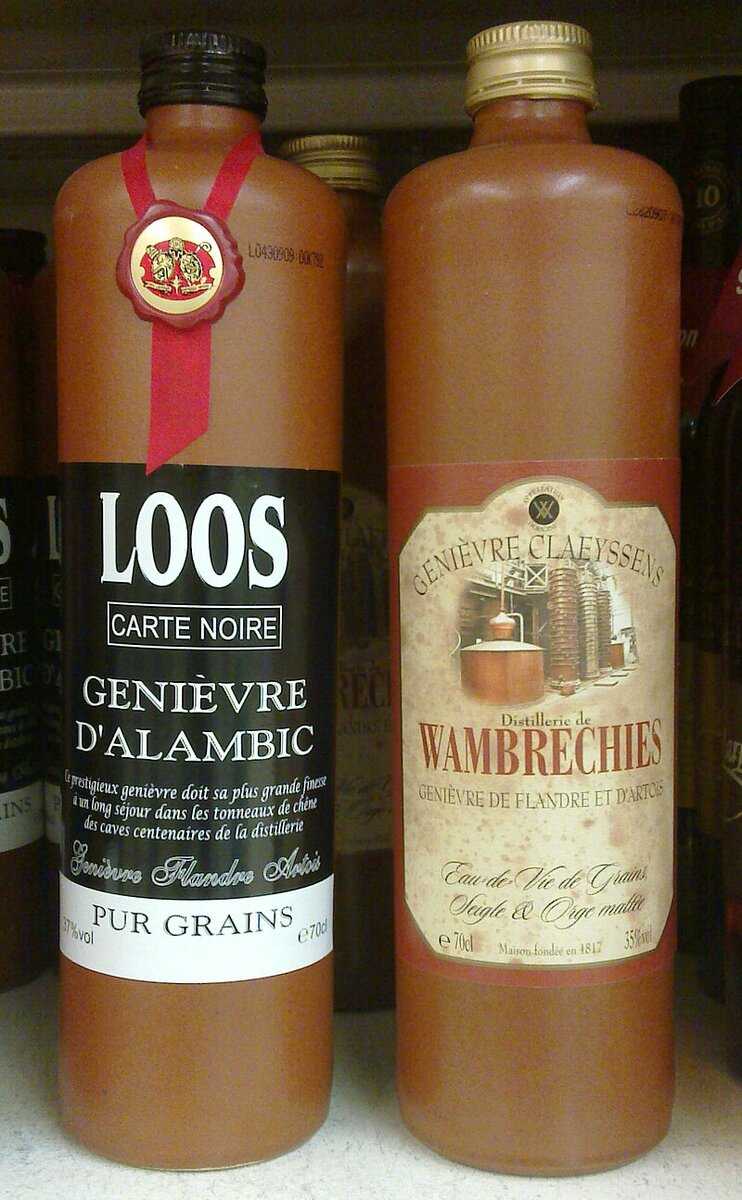 L0430909 00K792
LOOS
CARTE NOIRE
GENIÈVRE
D'ALAMBIC
Ce prestigieux genièvre doit sa plus grande finesse
à un long séjour dans les tonneaux de chêne
des caves centenaires de la distillerie
Genièvre Flandre Artois
PUR GRAINS
37%vol
e70cl
APPELLATION
GENIÈVRE CLAEYSSENS
Distillerie de
WAMBRECHIES
GENIÈVRE DE FLANDRE ET D'ARTOIS
Eau-de-Vie de Grains,
Seigle & Orge maltée
e 70cl
Maison fondée en 1817
35%vol
10